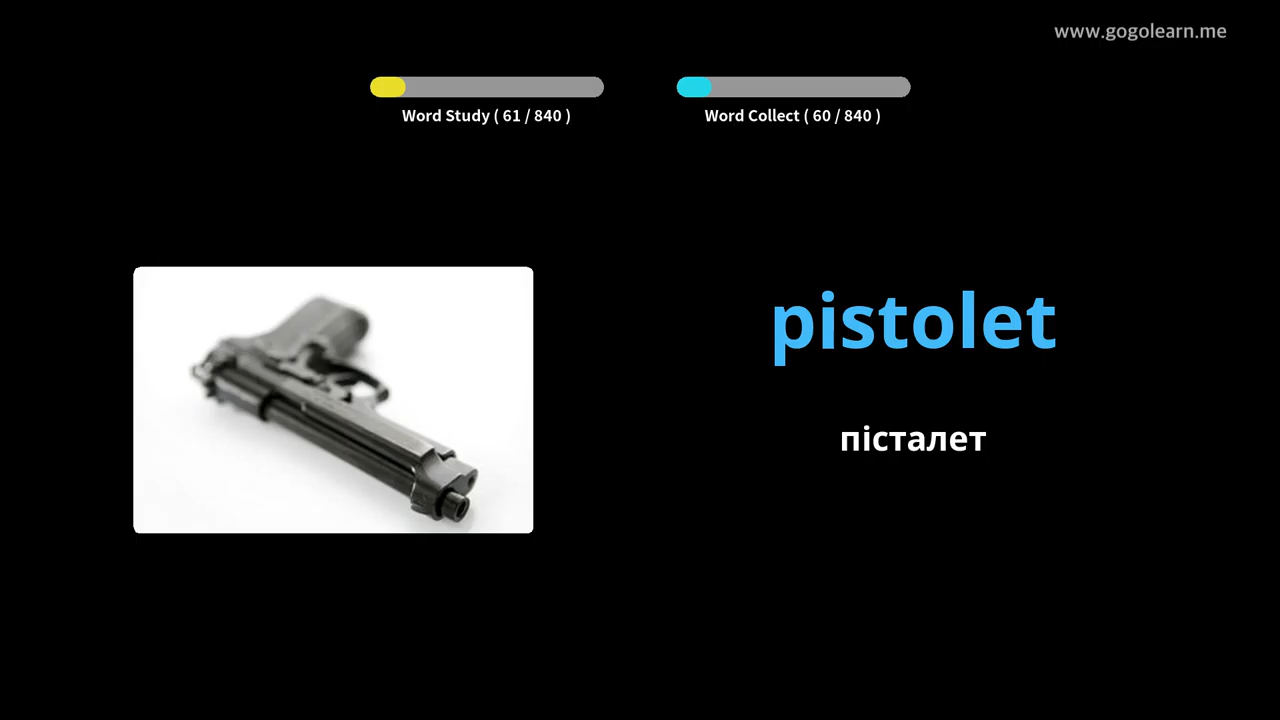 www.gogolearn.me
Word Study ( 61 / 840 )
Word Collect ( 60 / 840 )
pistolet
пісталет